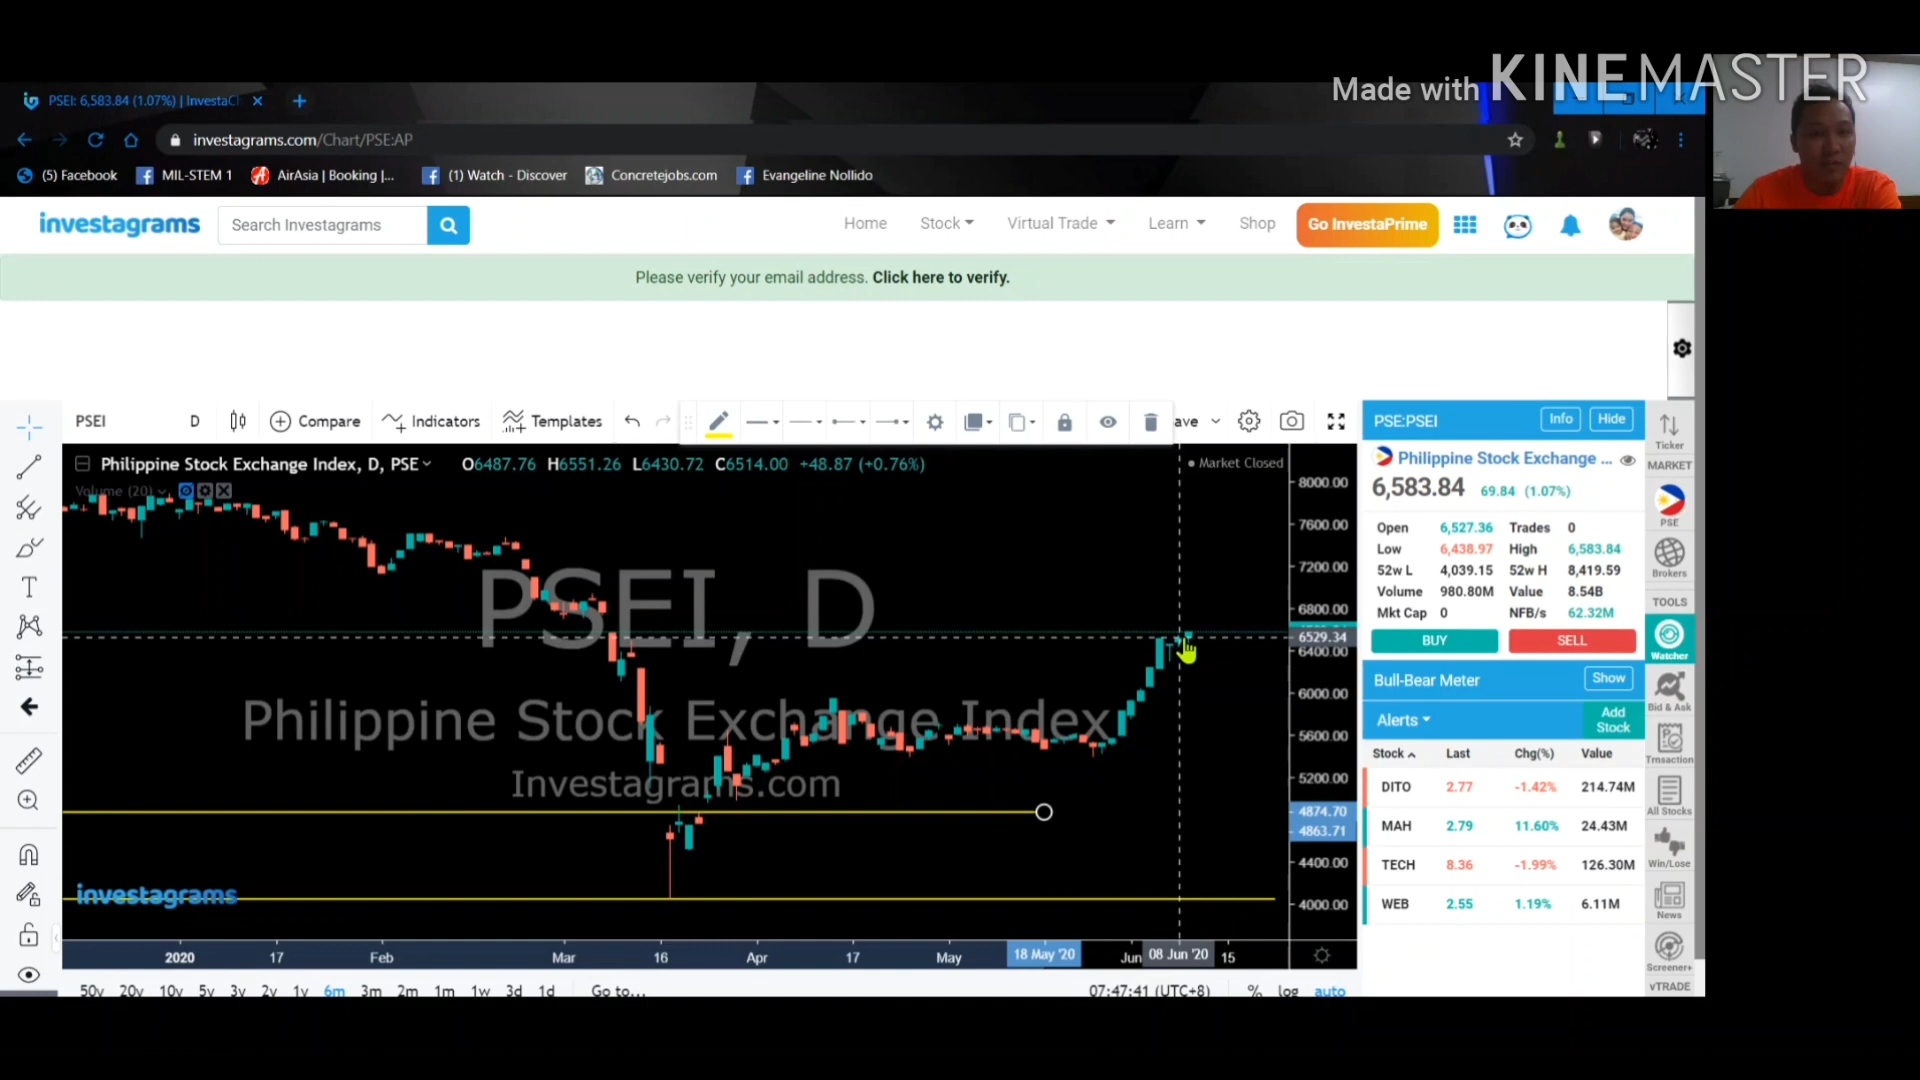 Made with KINEMASTER
PSEI: 6,583.84 (1.07%) | InvestaCh
investagrams.com/Chart/PSE:AP
(5) Facebook MIL-STEM 1 AirAsia | Booking |... (1) Watch - Discover Concretejobs.com Evangeline Nollido
investagrams Search Investagrams Home Stock Virtual Trade Learn Shop Go InvestaPrime
Please verify your email address. Click here to verify.
PSEI D Compare Indicators Templates ave
Philippine Stock Exchange Index, D, PSE O6487.76 H6551.26 L6430.72 C6514.00 +48.87 (+0.76%) Market Closed
Volume (20)
PSEI, D
Philippine Stock Exchange Index
Investagrams.com
investagrams
8000.00
7600.00
7200.00
6800.00
6529.34
6400.00
6000.00
5600.00
5200.00
4874.70
4863.71
4400.00
4000.00
2020 17 Feb Mar 16 Apr 17 May 18 May '20 Jun 08 Jun '20 15
50y 20y 10y 5y 3y 2y 1y 6m 3m 2m 1m 1w 3d 1d Go to... 07:47:41 (UTC+8) % log auto
PSE:PSEI Info Hide
Philippine Stock Exchange ...
6,583.84 69.84 (1.07%)
Open 6,527.36 Trades 0
Low 6,438.97 High 6,583.84
52w L 4,039.15 52w H 8,419.59
Volume 980.80M Value 8.54B
Mkt Cap 0 NFB/s 62.32M
BUY SELL
Bull-Bear Meter Show
Alerts Add Stock
Stock Last Chg(%) Value
DITO 2.77 -1.42% 214.74M
MAH 2.79 11.60% 24.43M
TECH 8.36 -1.99% 126.30M
WEB 2.55 1.19% 6.11M
Ticker
MARKET
PSE
Brokers
TOOLS
Watcher
Bid & Ask
Trnsaction
All Stocks
Win/Lose
News
Screener+
vTRADE